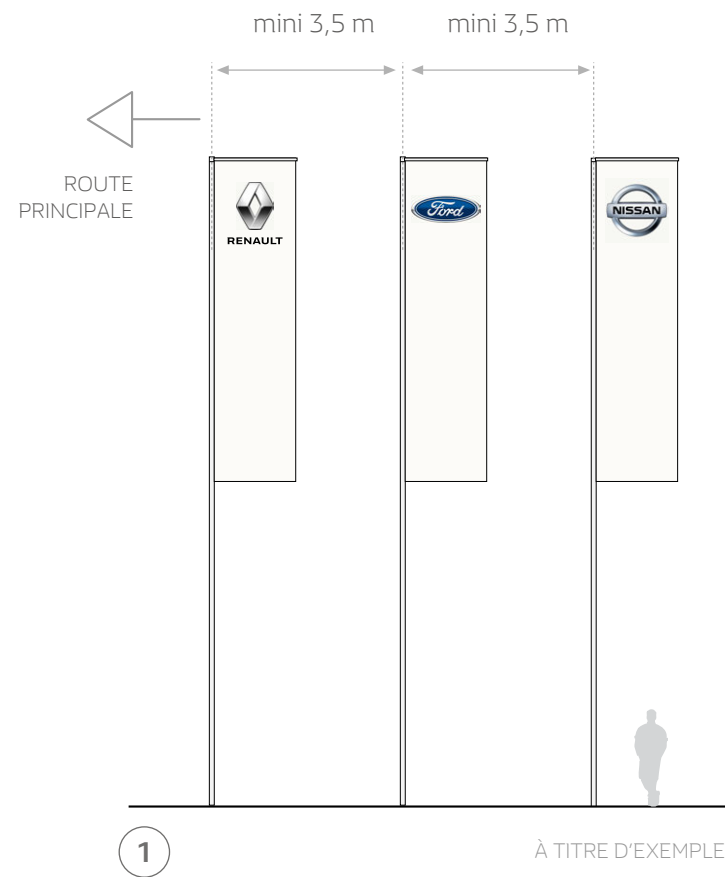 mini 3,5 m
mini 3,5 m
ROUTE
PRINCIPALE
RENAULT
Ford
NISSAN
1
À TITRE D'EXEMPLE